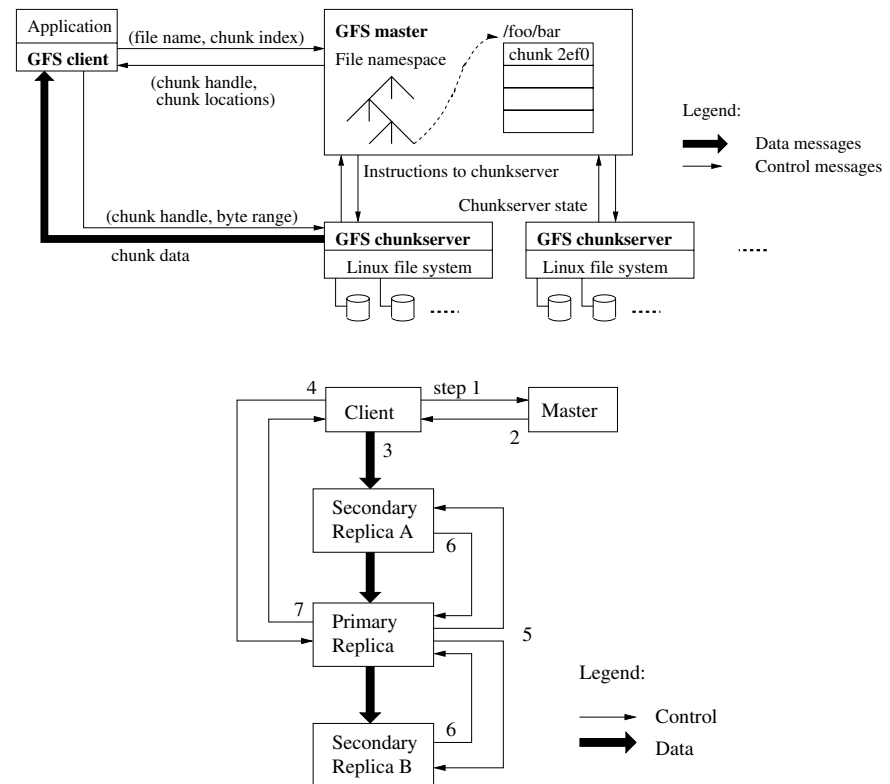 Application
GFS client
(file name, chunk index)
(chunk handle,
chunk locations)
GFS master
File namespace
/foo/bar
chunk 2ef0
Legend:
Data messages
Control messages
Instructions to chunkserver
Chunkserver state
(chunk handle, byte range)
chunk data
GFS chunkserver
Linux file system
GFS chunkserver
Linux file system
4
step 1
Client
Master
2
3
Secondary
Replica A
6
7
Primary
Replica
5
6
Secondary
Replica B
Legend:
Control
Data